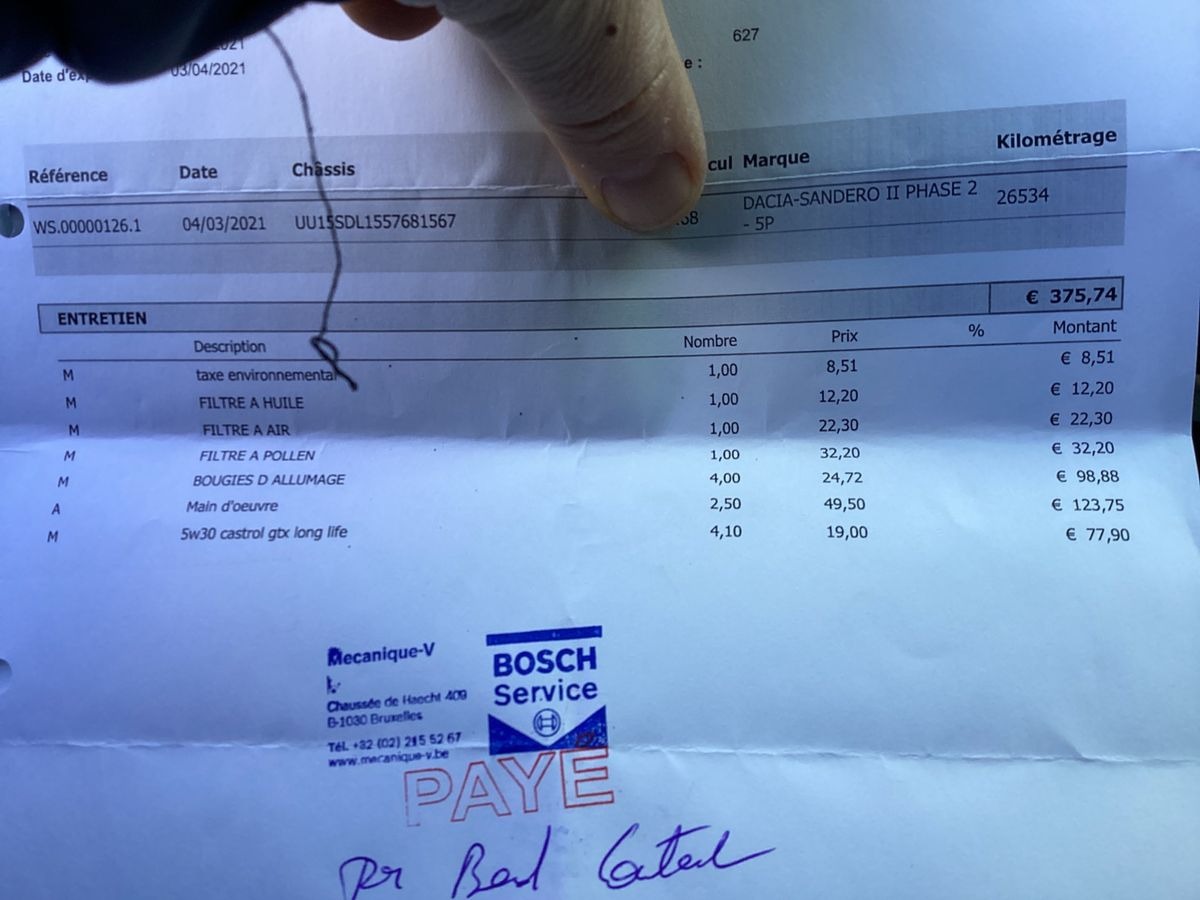 627
Date d'exp
03/04/2021
e :
Référence Date Châssis cul Marque Kilométrage
WS.00000126.1 04/03/2021 UU15SDL1557681567 68 DACIA-SANDERO II PHASE 2 26534
- 5P
ENTRETIEN € 375,74
Description Nombre Prix % Montant
M taxe environnemental 1,00 8,51 € 8,51
M FILTRE A HUILE 1,00 12,20 € 12,20
M FILTRE A AIR 1,00 22,30 € 22,30
M FILTRE A POLLEN 1,00 32,20 € 32,20
M BOUGIES D ALLUMAGE 4,00 24,72 € 98,88
A Main d'oeuvre 2,50 49,50 € 123,75
M 5w30 castrol gtx long life 4,10 19,00 € 77,90
Mecanique-V
Chaussée de Haecht 409
B-1030 Bruxelles
Tél. +32 (02) 215 52 67
www.mecanique-v.be
BOSCH
Service
PAYE